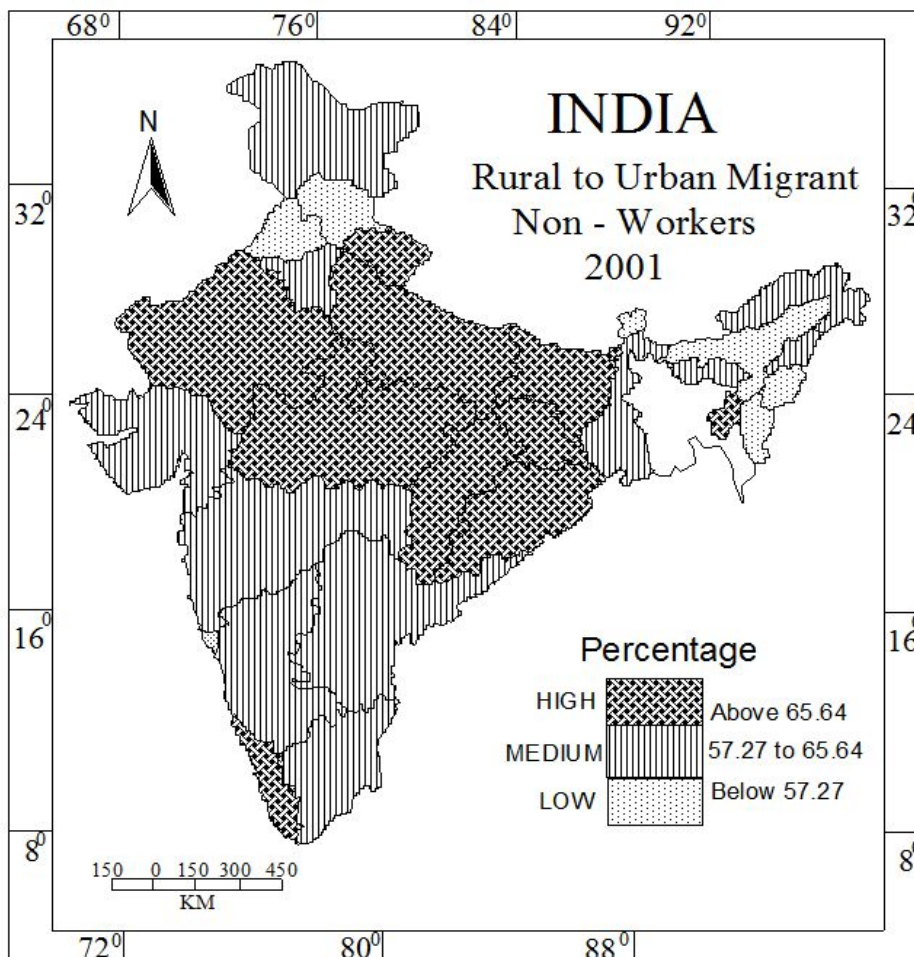 68⁰ 76⁰ 84⁰ 92⁰
INDIA
N
Rural to Urban Migrant
Non - Workers
2001
32⁰ 32⁰
24⁰ 24⁰
16⁰ 16⁰
Percentage
HIGH Above 65.64
MEDIUM 57.27 to 65.64
LOW Below 57.27
8⁰ 8⁰
150 0 150 300 450
KM
72⁰ 80⁰ 88⁰